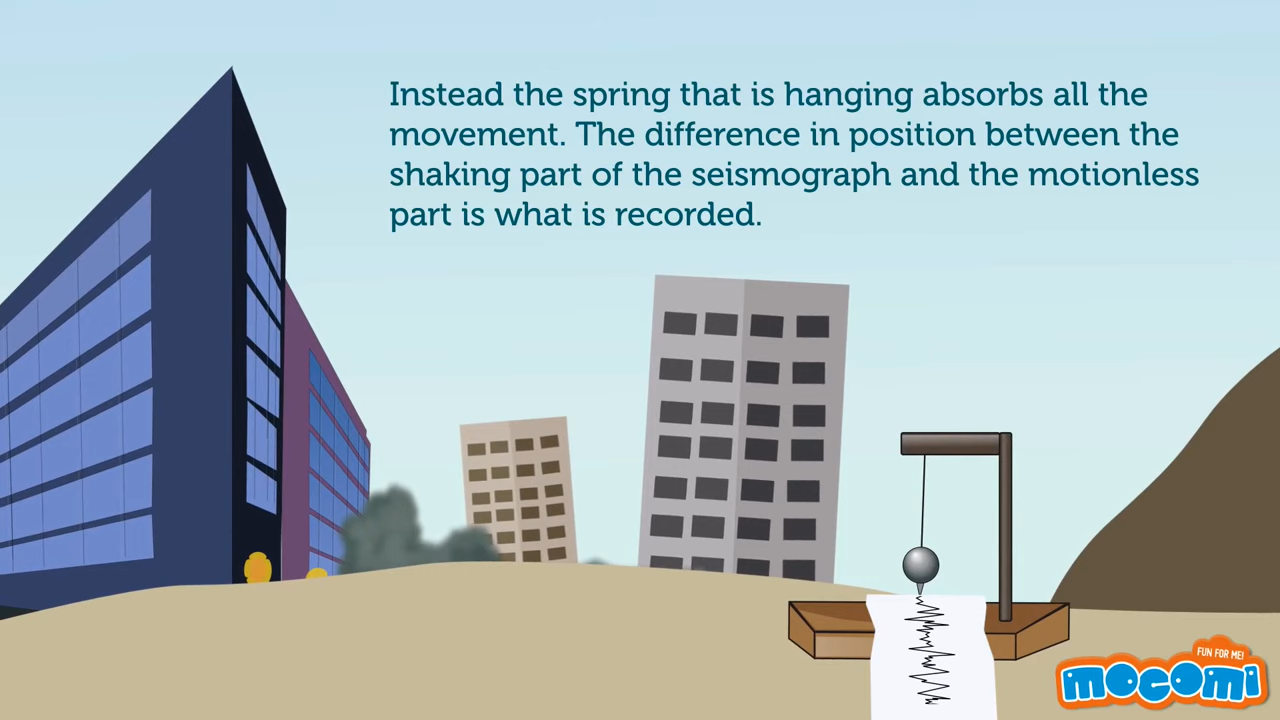 Instead the spring that is hanging absorbs all the
movement. The difference in position between the
shaking part of the seismograph and the motionless
part is what is recorded.
FUN FOR ME!
mocomi